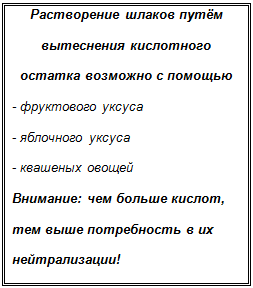 Растворение шлаков путём
вытеснения кислотного
остатка возможно с помощью
- фруктового уксуса
- яблочного уксуса
- квашеных овощей
Внимание: чем больше кислот,
тем выше потребность в их
нейтрализации!